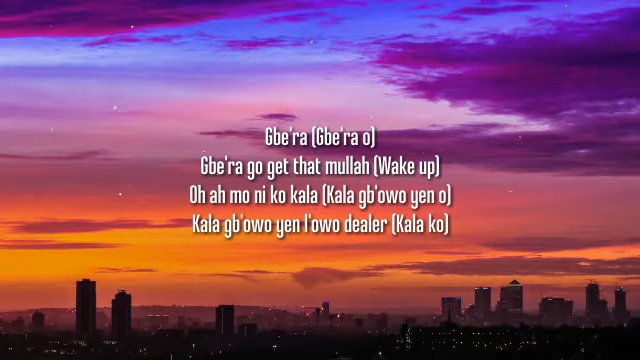 Gbe'ra (Gbe'ra o)
Gbe'ra go get that mullah (Wake up)
Oh ah mo ni ko kala (Kala gb'owo yen o)
Kala gb'owo yen l'owo dealer (Kala ko)